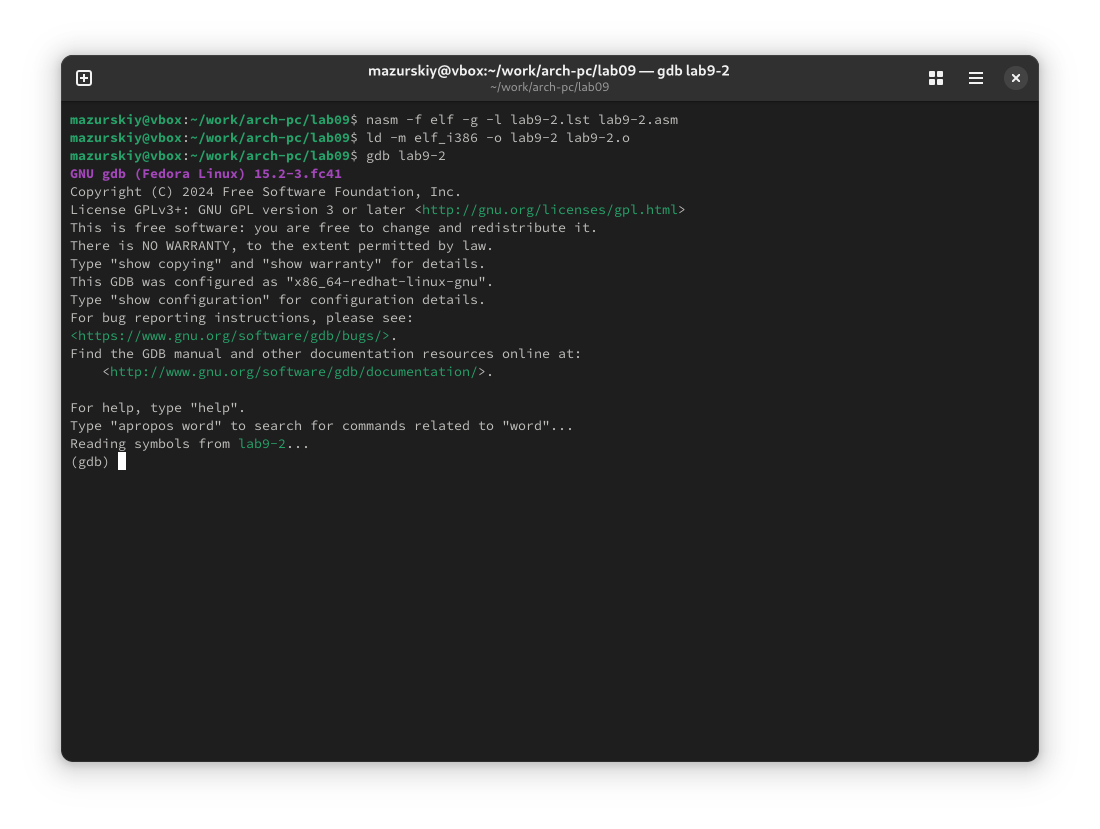 mazurskiy@vbox:~/work/arch-pc/lab09 — gdb lab9-2
~/work/arch-pc/lab09
mazurskiy@vbox:~/work/arch-pc/lab09$ nasm -f elf -g -l lab9-2.lst lab9-2.asm
mazurskiy@vbox:~/work/arch-pc/lab09$ ld -m elf_i386 -o lab9-2 lab9-2.o
mazurskiy@vbox:~/work/arch-pc/lab09$ gdb lab9-2
GNU gdb (Fedora Linux) 15.2-3.fc41
Copyright (C) 2024 Free Software Foundation, Inc.
License GPLv3+: GNU GPL version 3 or later <http://gnu.org/licenses/gpl.html>
This is free software: you are free to change and redistribute it.
There is NO WARRANTY, to the extent permitted by law.
Type "show copying" and "show warranty" for details.
This GDB was configured as "x86_64-redhat-linux-gnu".
Type "show configuration" for configuration details.
For bug reporting instructions, please see:
<https://www.gnu.org/software/gdb/bugs/>.
Find the GDB manual and other documentation resources online at:
    <http://www.gnu.org/software/gdb/documentation/>.

For help, type "help".
Type "apropos word" to search for commands related to "word"...
Reading symbols from lab9-2...
(gdb)